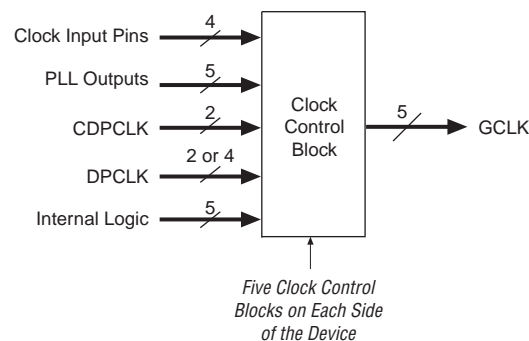 Clock Input Pins
4
PLL Outputs
5
CDPCLK
2
DPCLK
2 or 4
Internal Logic
5
Clock
Control
Block
5
GCLK
Five Clock Control
Blocks on Each Side
of the Device